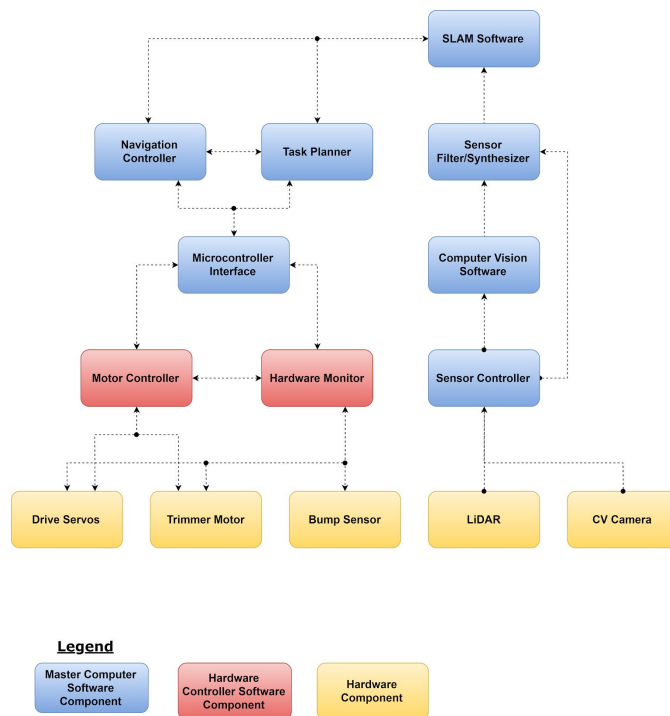 SLAM Software
Navigation
Controller
Task Planner
Sensor
Filter/Synthesizer
Microcontroller
Interface
Computer Vision
Software
Motor Controller
Hardware Monitor
Sensor Controller
Drive Servos
Trimmer Motor
Bump Sensor
LiDAR
CV Camera
Legend
Master Computer
Software
Component
Hardware
Controller Software
Component
Hardware
Component